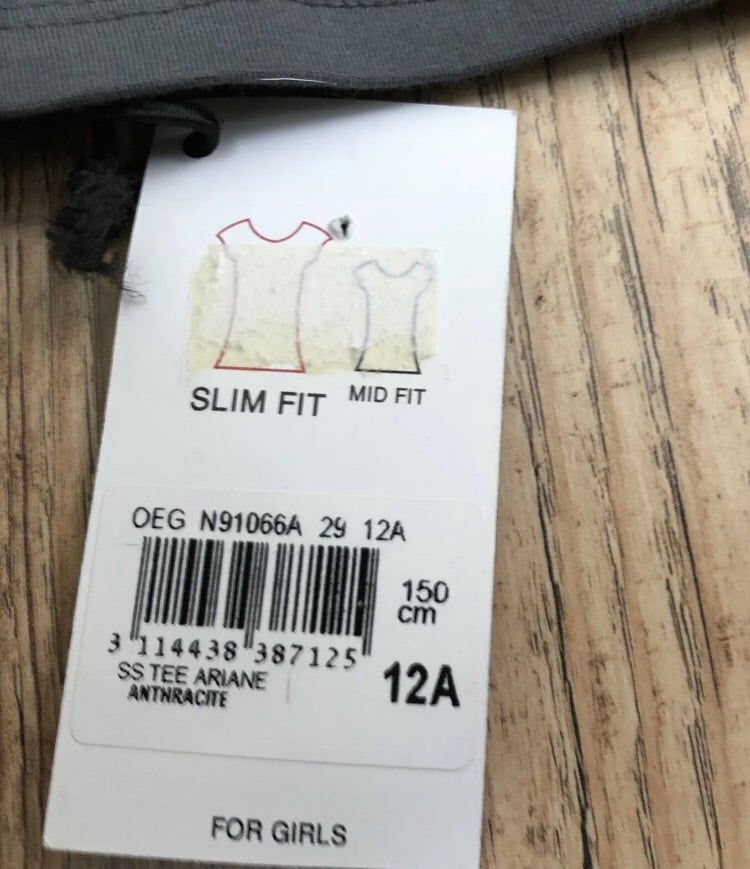 SLIM FIT MID FIT
OEG N91066A 29 12A
150
cm
3 114438 387125
SS TEE ARIANE
ANTHRACITE
12A
FOR GIRLS